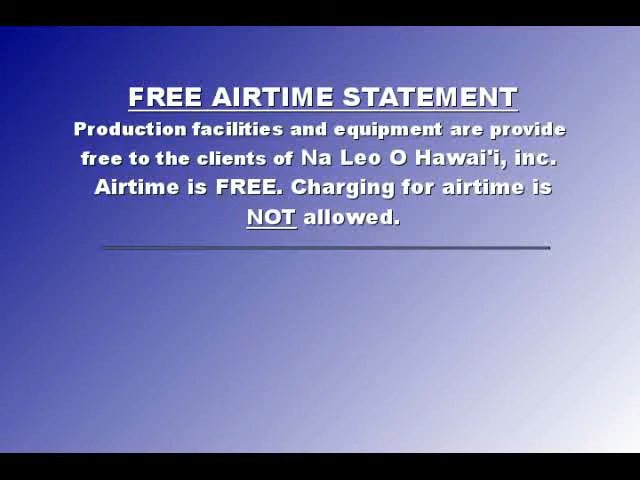 FREE AIRTIME STATEMENT
Production facilities and equipment are provide
free to the clients of Na Leo O Hawai'i, inc.
Airtime is FREE. Charging for airtime is
NOT allowed.